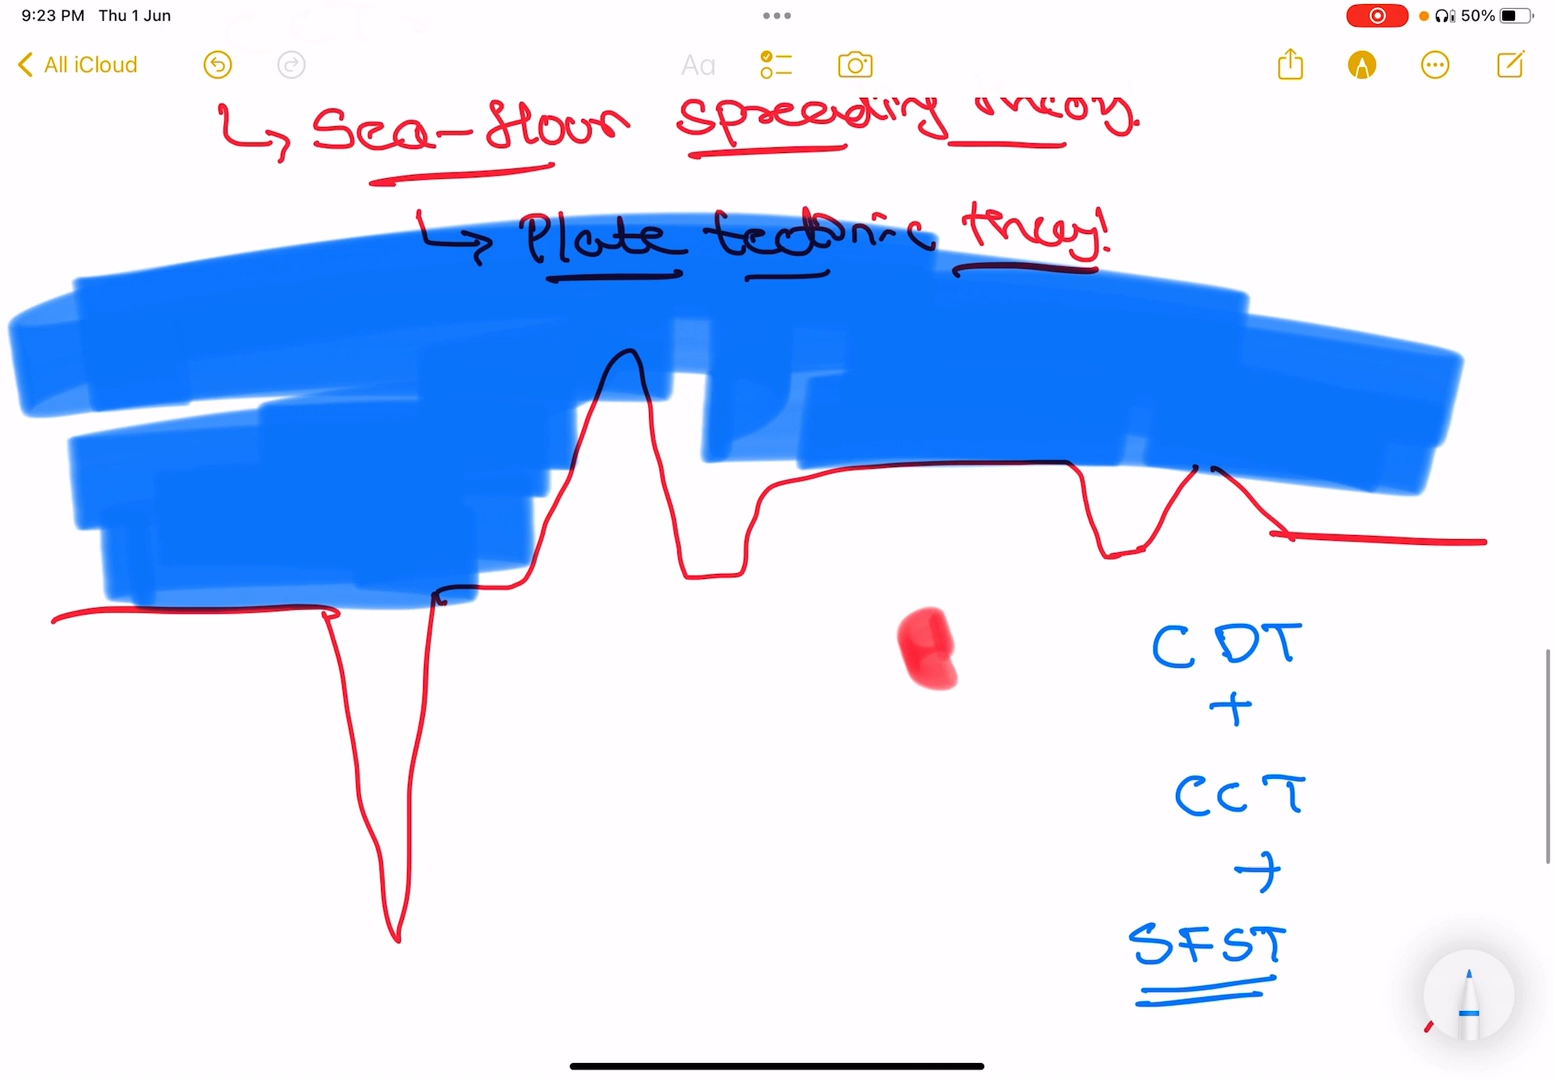 9:23 PM Thu 1 Jun
50%
All iCloud
Aa
↳ Sea-floor spreading theory.
↳ Plate tectonic theory!
CDT
+
CCT
+
SFST